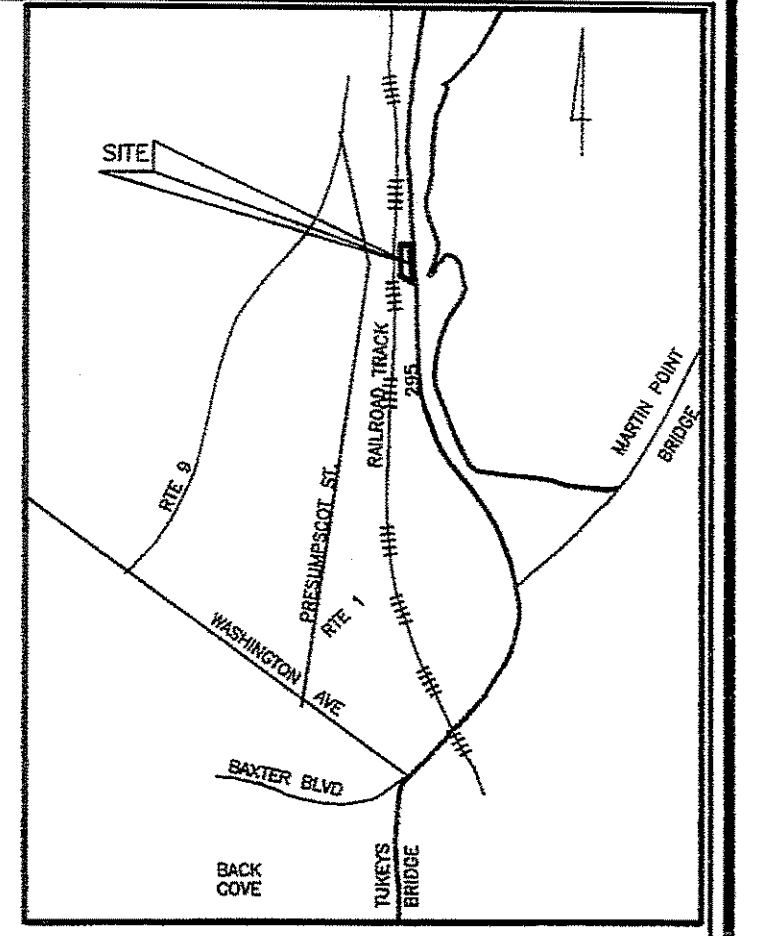 SITE
RAILROAD TRACK
295
MARTIN POINT
BRIDGE
RTE 9
PRESUMPSCOT ST.
RTE 1
WASHINGTON AVE
BAXTER BLVD
BACK
COVE
TUKEYS
BRIDGE